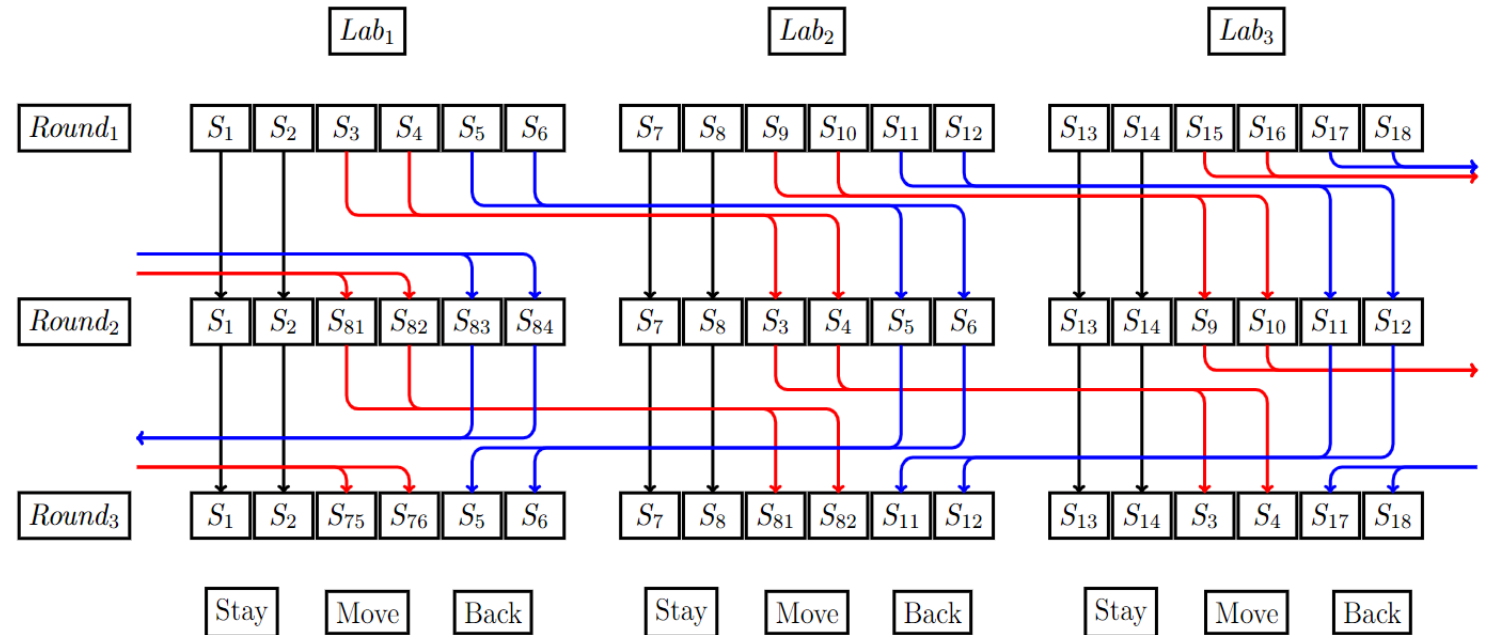 Lab₁ Lab₂ Lab₃
Round₁ S₁ S₂ S₃ S₄ S₅ S₆ S₇ S₈ S₉ S₁₀ S₁₁ S₁₂ S₁₃ S₁₄ S₁₅ S₁₆ S₁₇ S₁₈
Round₂ S₁ S₂ S₈₁ S₈₂ S₈₃ S₈₄ S₇ S₈ S₃ S₄ S₅ S₆ S₁₃ S₁₄ S₉ S₁₀ S₁₁ S₁₂
Round₃ S₁ S₂ S₇₅ S₇₆ S₅ S₆ S₇ S₈ S₈₁ S₈₂ S₁₁ S₁₂ S₁₃ S₁₄ S₃ S₄ S₁₇ S₁₈
Stay Move Back Stay Move Back Stay Move Back